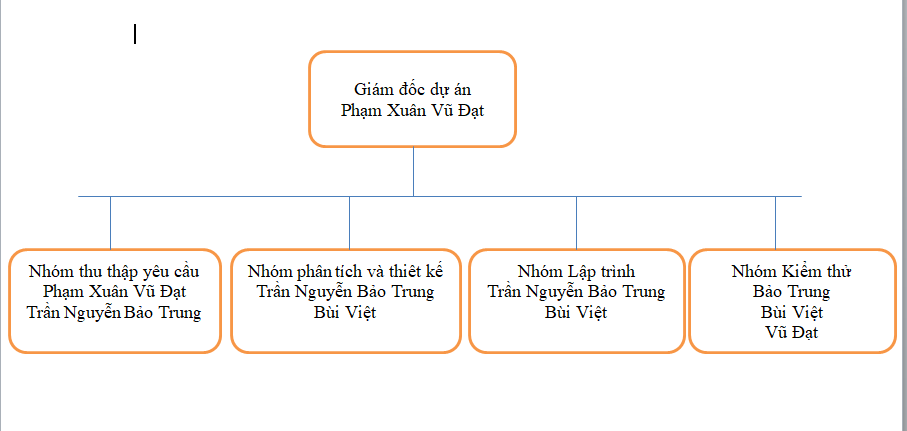 Giám đốc dự án
Phạm Xuân Vũ Đạt
Nhóm thu thập yêu cầu
Phạm Xuân Vũ Đạt
Trần Nguyễn Bảo Trung
Nhóm phân tích và thiết kế
Trần Nguyễn Bảo Trung
Bùi Việt
Nhóm Lập trình
Trần Nguyễn Bảo Trung
Bùi Việt
Nhóm Kiểm thử
Bảo Trung
Bùi Việt
Vũ Đạt